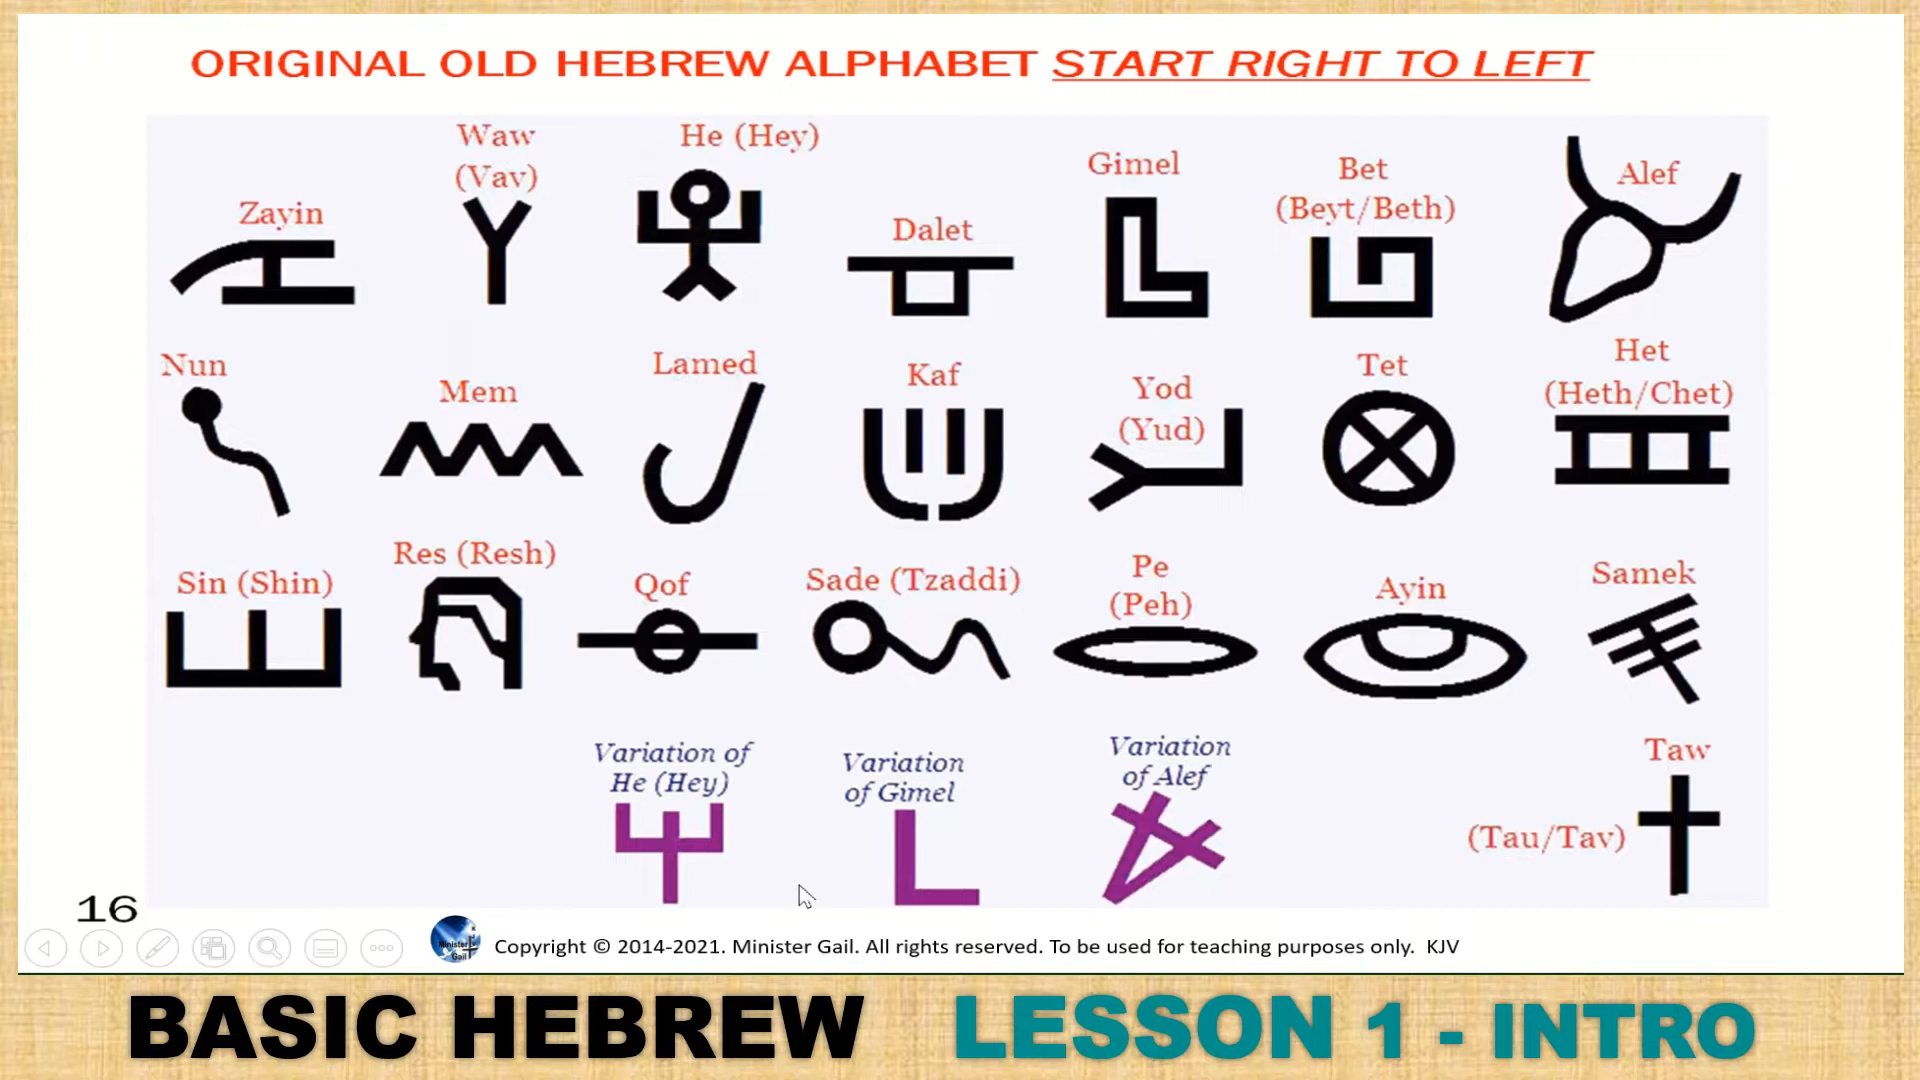 ORIGINAL OLD HEBREW ALPHABET START RIGHT TO LEFT
Zayin
Waw
(Vav)
He (Hey)
Dalet
Gimel
Bet
(Beyt/Beth)
Alef
Nun
Mem
Lamed
Kaf
Yod
(Yud)
Tet
Het
(Heth/Chet)
Sin (Shin)
Res (Resh)
Qof
Sade (Tzaddi)
Pe
(Peh)
Ayin
Samek
Variation of
He (Hey)
Variation
of Gimel
Variation
of Alef
Taw
(Tau/Tav)
16
Minister
Gail
Copyright © 2014-2021. Minister Gail. All rights reserved. To be used for teaching purposes only. KJV
BASIC HEBREW LESSON 1 - INTRO